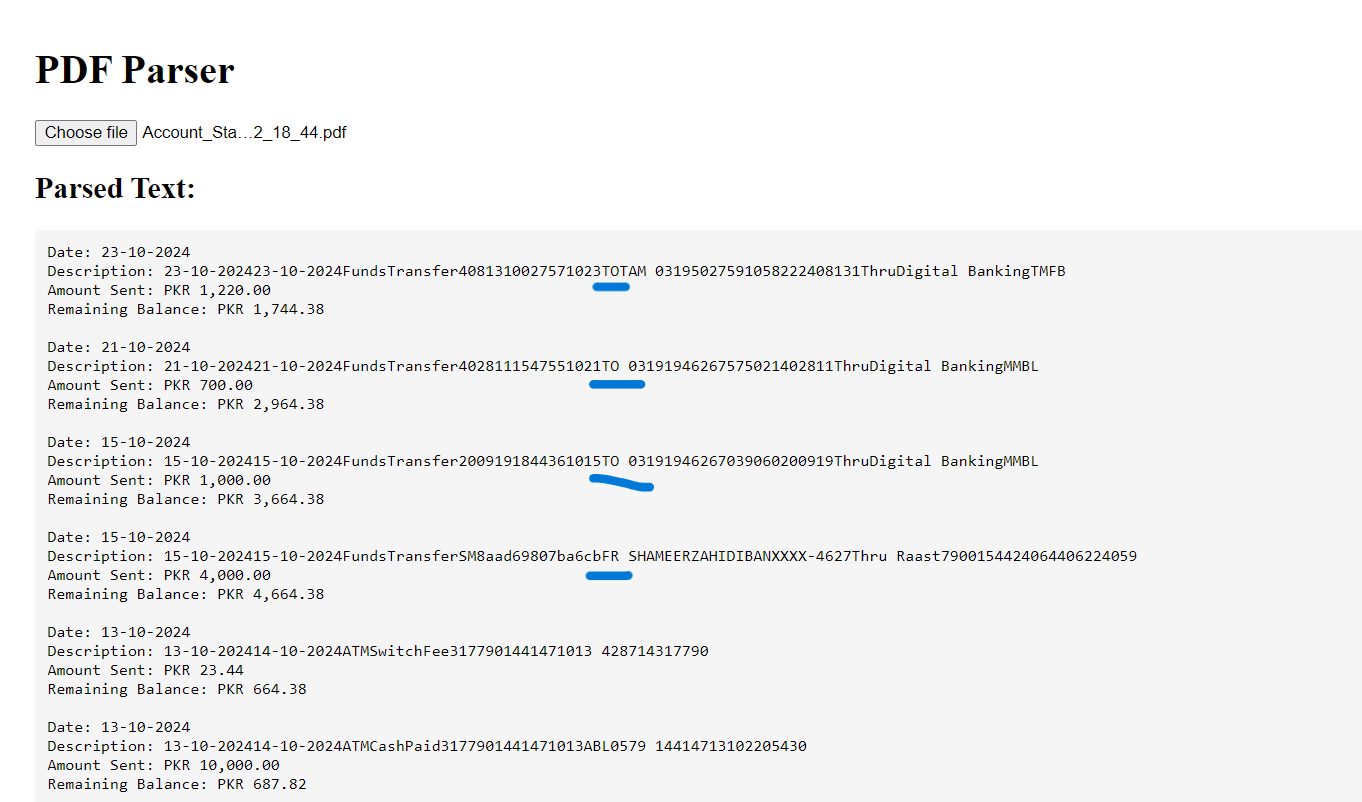 PDF Parser
Choose file Account_Sta...2_18_44.pdf
Parsed Text:
Date: 23-10-2024
Description: 23-10-202423-10-2024FundsTransfer4081310027571023TOTAM 03195027591058222408131ThruDigital BankingTMFB
Amount Sent: PKR 1,220.00
Remaining Balance: PKR 1,744.38
Date: 21-10-2024
Description: 21-10-202421-10-2024FundsTransfer4028111547551021TO 03191946267575021402811ThruDigital BankingMMBL
Amount Sent: PKR 700.00
Remaining Balance: PKR 2,964.38
Date: 15-10-2024
Description: 15-10-202415-10-2024FundsTransfer2009191844361015TO 03191946267039060200919ThruDigital BankingMMBL
Amount Sent: PKR 1,000.00
Remaining Balance: PKR 3,664.38
Date: 15-10-2024
Description: 15-10-202415-10-2024FundsTransferSM8aad69807ba6cbFR SHAMEERZAHIDIBANXXXX-4627Thru Raast7900154424064406224059
Amount Sent: PKR 4,000.00
Remaining Balance: PKR 4,664.38
Date: 13-10-2024
Description: 13-10-202414-10-2024ATMSwitchFee3177901441471013 428714317790
Amount Sent: PKR 23.44
Remaining Balance: PKR 664.38
Date: 13-10-2024
Description: 13-10-202414-10-2024ATMCashPaid3177901441471013ABL0579 14414713102205430
Amount Sent: PKR 10,000.00
Remaining Balance: PKR 687.82